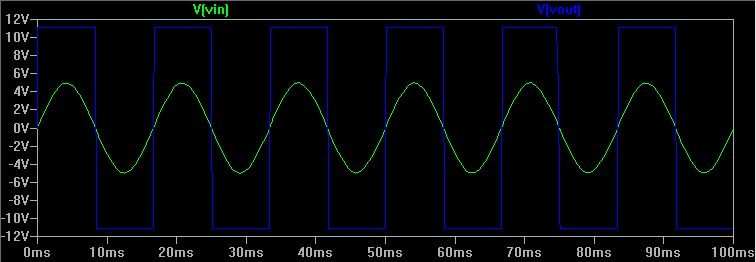 V(vin) V(vout)
12V
10V
8V
6V
4V
2V
0V
-2V
-4V
-6V
-8V
-10V
-12V
0ms 10ms 20ms 30ms 40ms 50ms 60ms 70ms 80ms 90ms 100ms